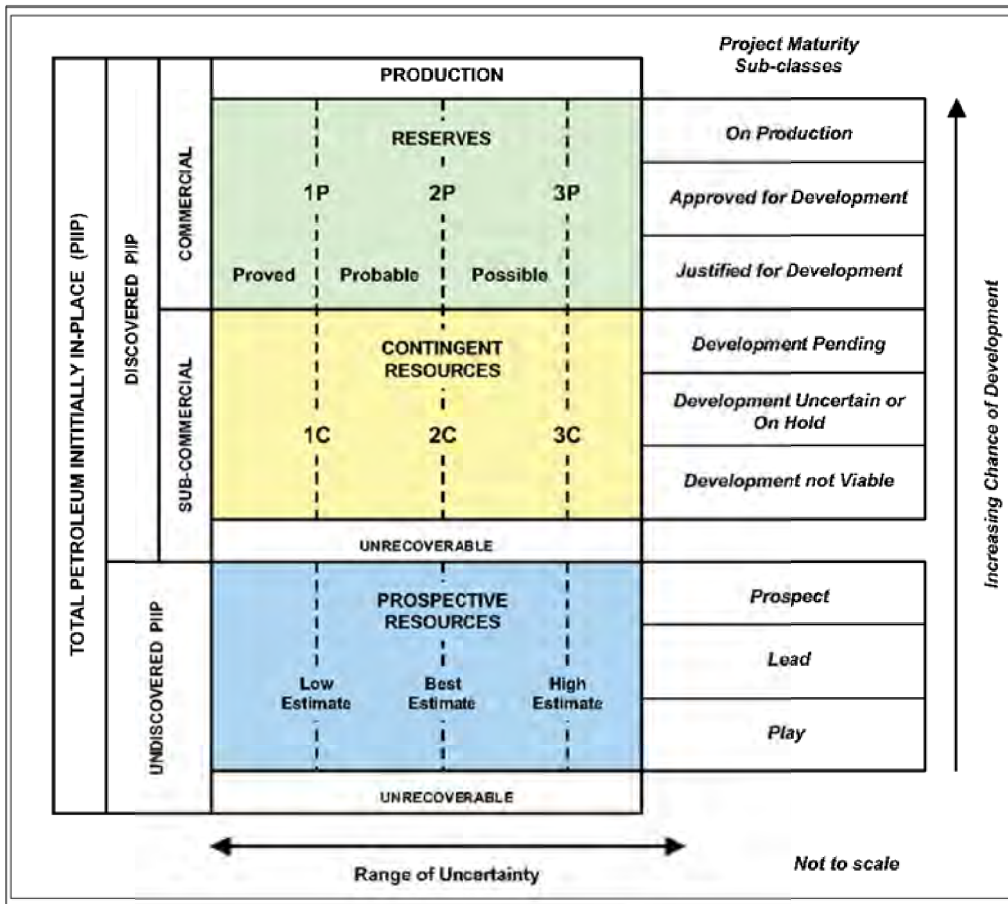 Project Maturity
Sub-classes
PRODUCTION
RESERVES
1P 2P 3P
Proved Probable Possible
On Production
Approved for Development
Justified for Development
CONTINGENT
RESOURCES
1C 2C 3C
Development Pending
Development Uncertain or
On Hold
Development not Viable
UNRECOVERABLE
PROSPECTIVE
RESOURCES
Low
Estimate
Best
Estimate
High
Estimate
Prospect
Lead
Play
UNRECOVERABLE
TOTAL PETROLEUM INITITIALLY IN-PLACE (PIIP)
DISCOVERED PIIP
UNDISCOVERED PIIP
COMMERCIAL
SUB-COMMERCIAL
Increasing Chance of Development
Range of Uncertainty
Not to scale